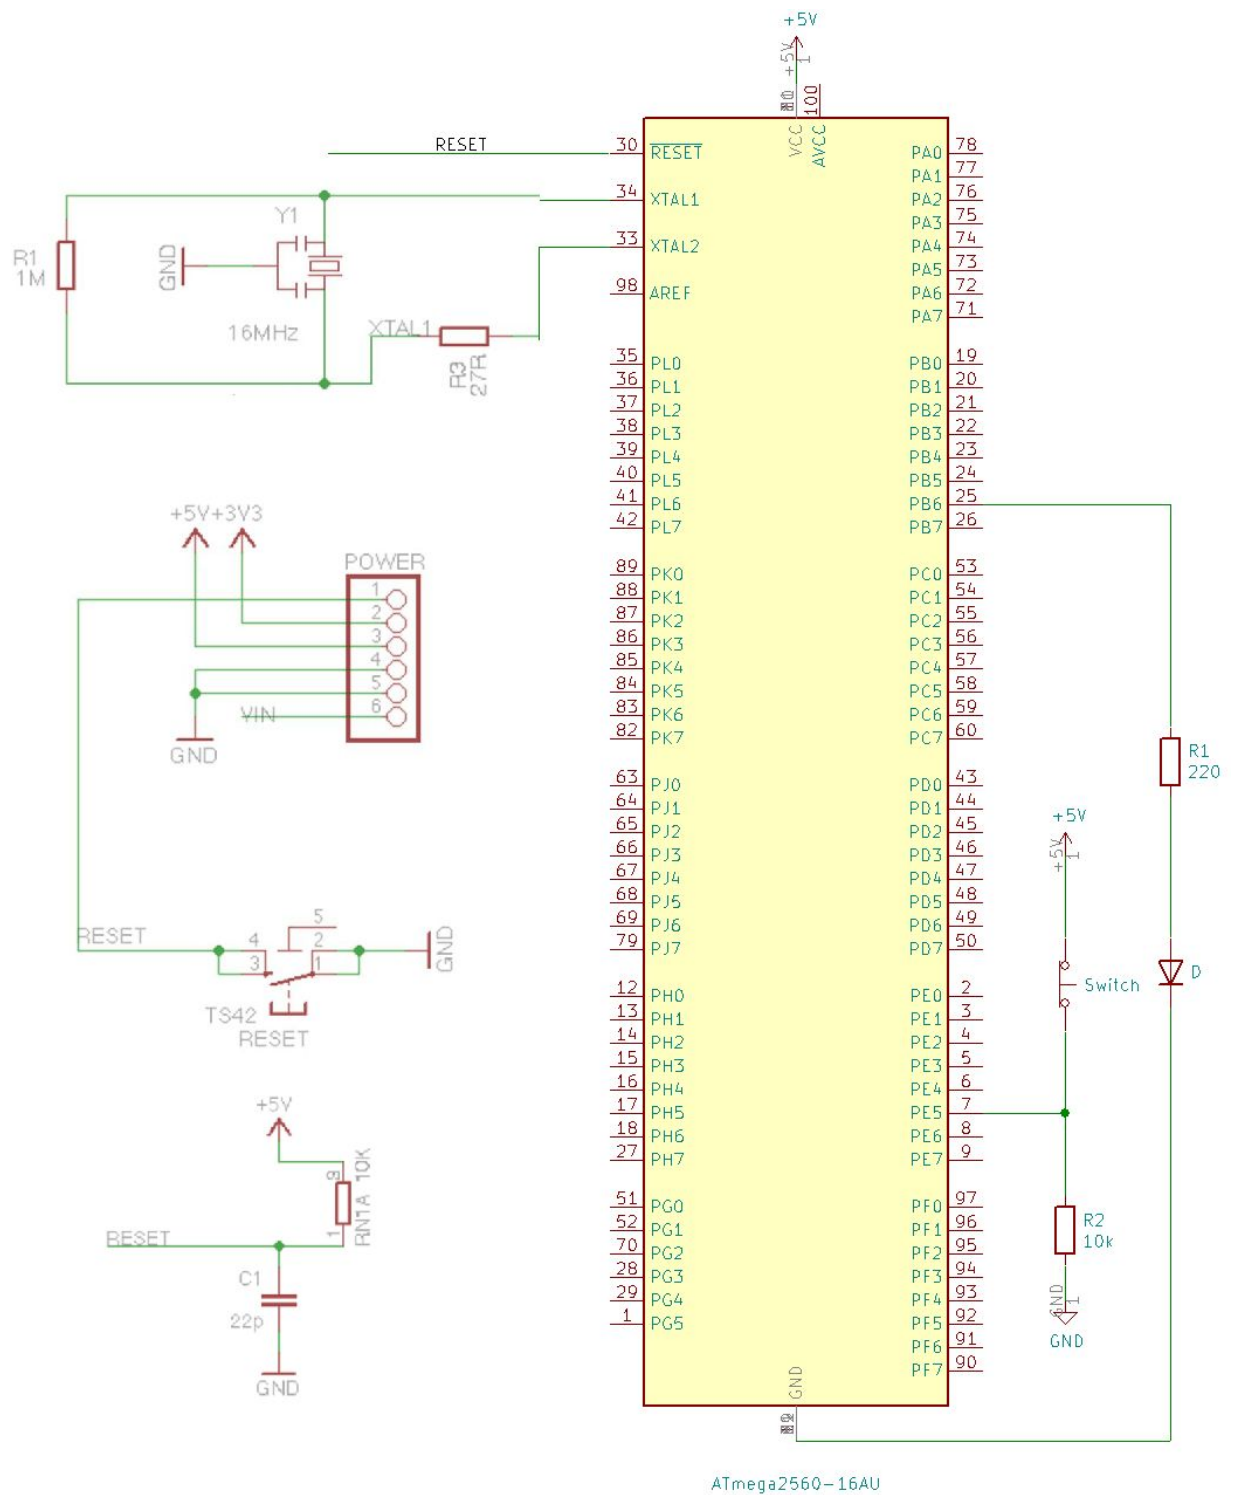 +5V
+5V
1
100
VCC
AVCC
RESET
30
RESET
34
XTAL1
33
XTAL2
98
AREF
Y1
GND
R1
1M
16MHz
XTAL1
R3
27R
35 PL0
36 PL1
37 PL2
38 PL3
39 PL4
40 PL5
41 PL6
42 PL7
89 PK0
88 PK1
87 PK2
86 PK3
85 PK4
84 PK5
83 PK6
82 PK7
63 PJ0
64 PJ1
65 PJ2
66 PJ3
67 PJ4
68 PJ5
69 PJ6
79 PJ7
12 PH0
13 PH1
14 PH2
15 PH3
16 PH4
17 PH5
18 PH6
27 PH7
51 PG0
52 PG1
70 PG2
28 PG3
29 PG4
1 PG5
PA0 78
PA1 77
PA2 76
PA3 75
PA4 74
PA5 73
PA6 72
PA7 71
PB0 19
PB1 20
PB2 21
PB3 22
PB4 23
PB5 24
PB6 25
PB7 26
PC0 53
PC1 54
PC2 55
PC3 56
PC4 57
PC5 58
PC6 59
PC7 60
PD0 43
PD1 44
PD2 45
PD3 46
PD4 47
PD5 48
PD6 49
PD7 50
PE0 2
PE1 3
PE2 4
PE3 5
PE4 6
PE5 7
PE6 8
PE7 9
PF0 97
PF1 96
PF2 95
PF3 94
PF4 93
PF5 92
PF6 91
PF7 90
GND
ATmega2560-16AU
+5V +3V3
POWER
1
2
3
4
5
6
VIN
GND
RESET
5
4
2
3
1
GND
TS42
RESET
+5V
RN1A 10K
1
RESET
C1
22p
GND
R1
220
+5V
+5V
1
Switch
D
R2
10k
GND
1
GND